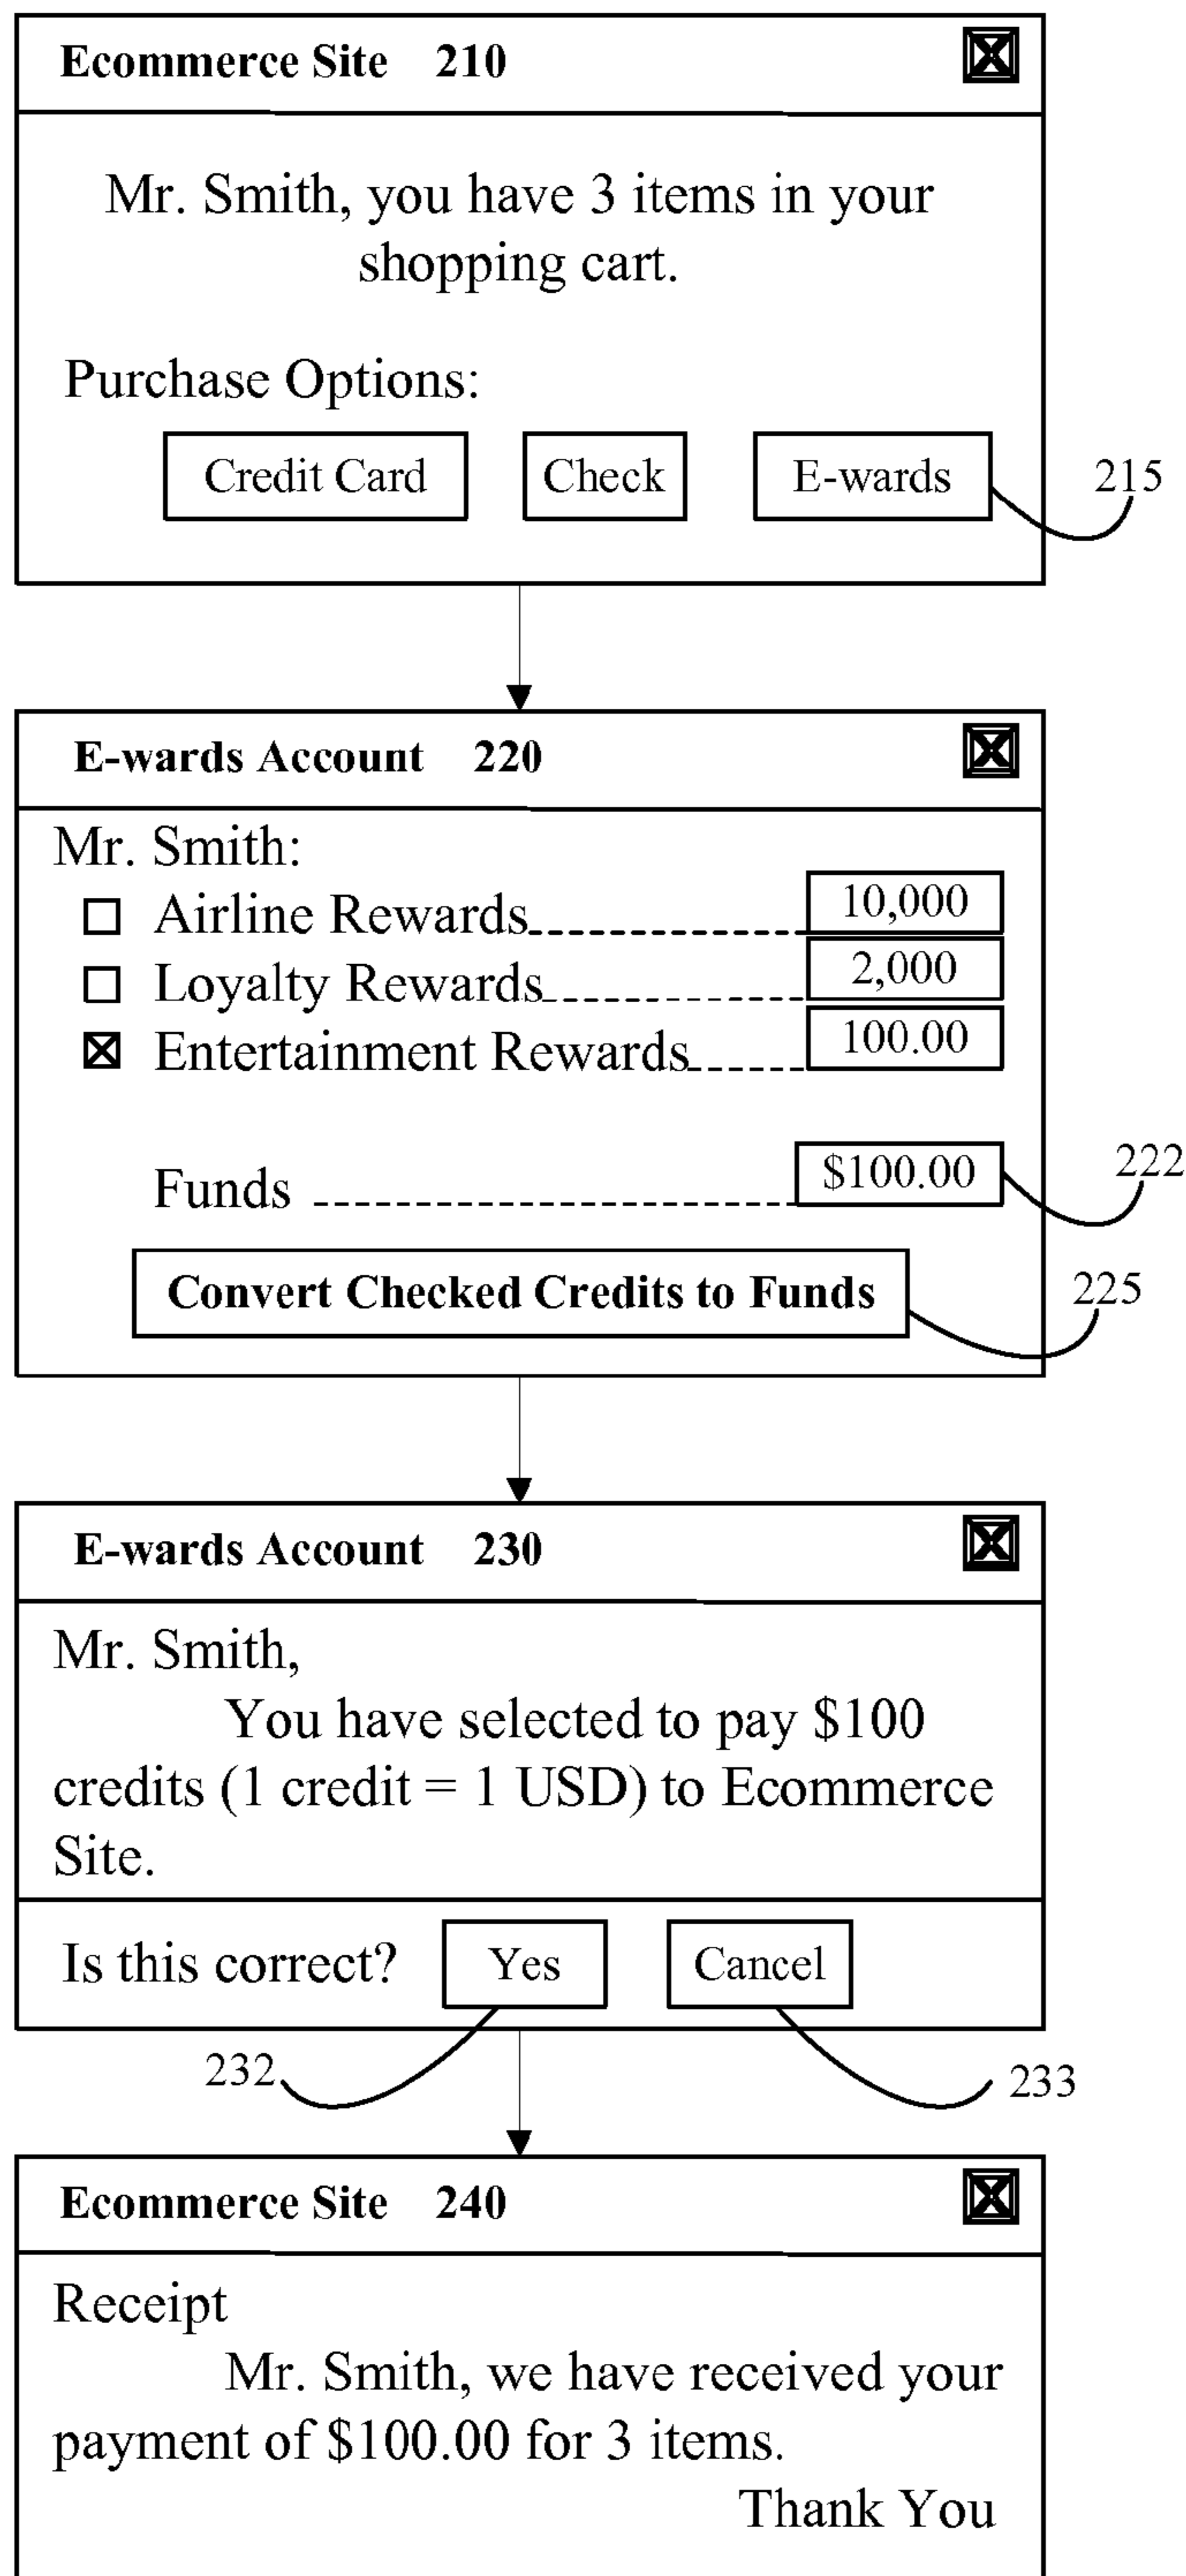 Ecommerce Site 210
Mr. Smith, you have 3 items in your
shopping cart.
Purchase Options:
Credit Card Check E-wards 215
E-wards Account 220
Mr. Smith:
Airline Rewards 10,000
Loyalty Rewards 2,000
Entertainment Rewards 100.00
Funds $100.00 222
Convert Checked Credits to Funds 225
E-wards Account 230
Mr. Smith,
You have selected to pay $100
credits (1 credit = 1 USD) to Ecommerce
Site.
Is this correct? Yes Cancel
232 233
Ecommerce Site 240
Receipt
Mr. Smith, we have received your
payment of $100.00 for 3 items.
Thank You